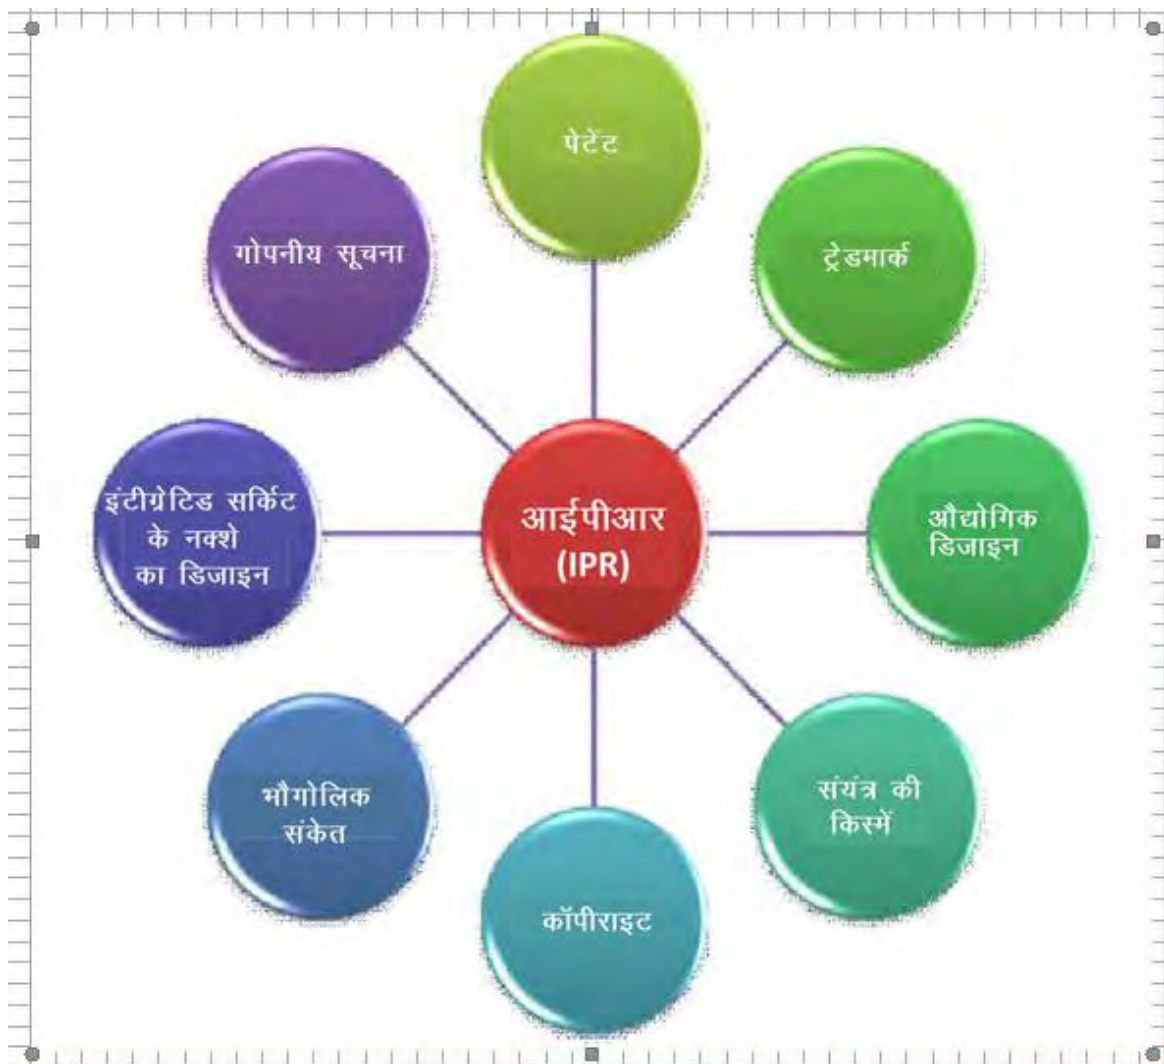 पेटेंट
ट्रेडमार्क
औद्योगिक
डिजाइन
संयंत्र की
किस्में
कॉपीराइट
भौगोलिक
संकेत
इंटीग्रेटिड सर्किट
के नक्शे
का डिजाइन
गोपनीय सूचना
आईपीआर
(IPR)